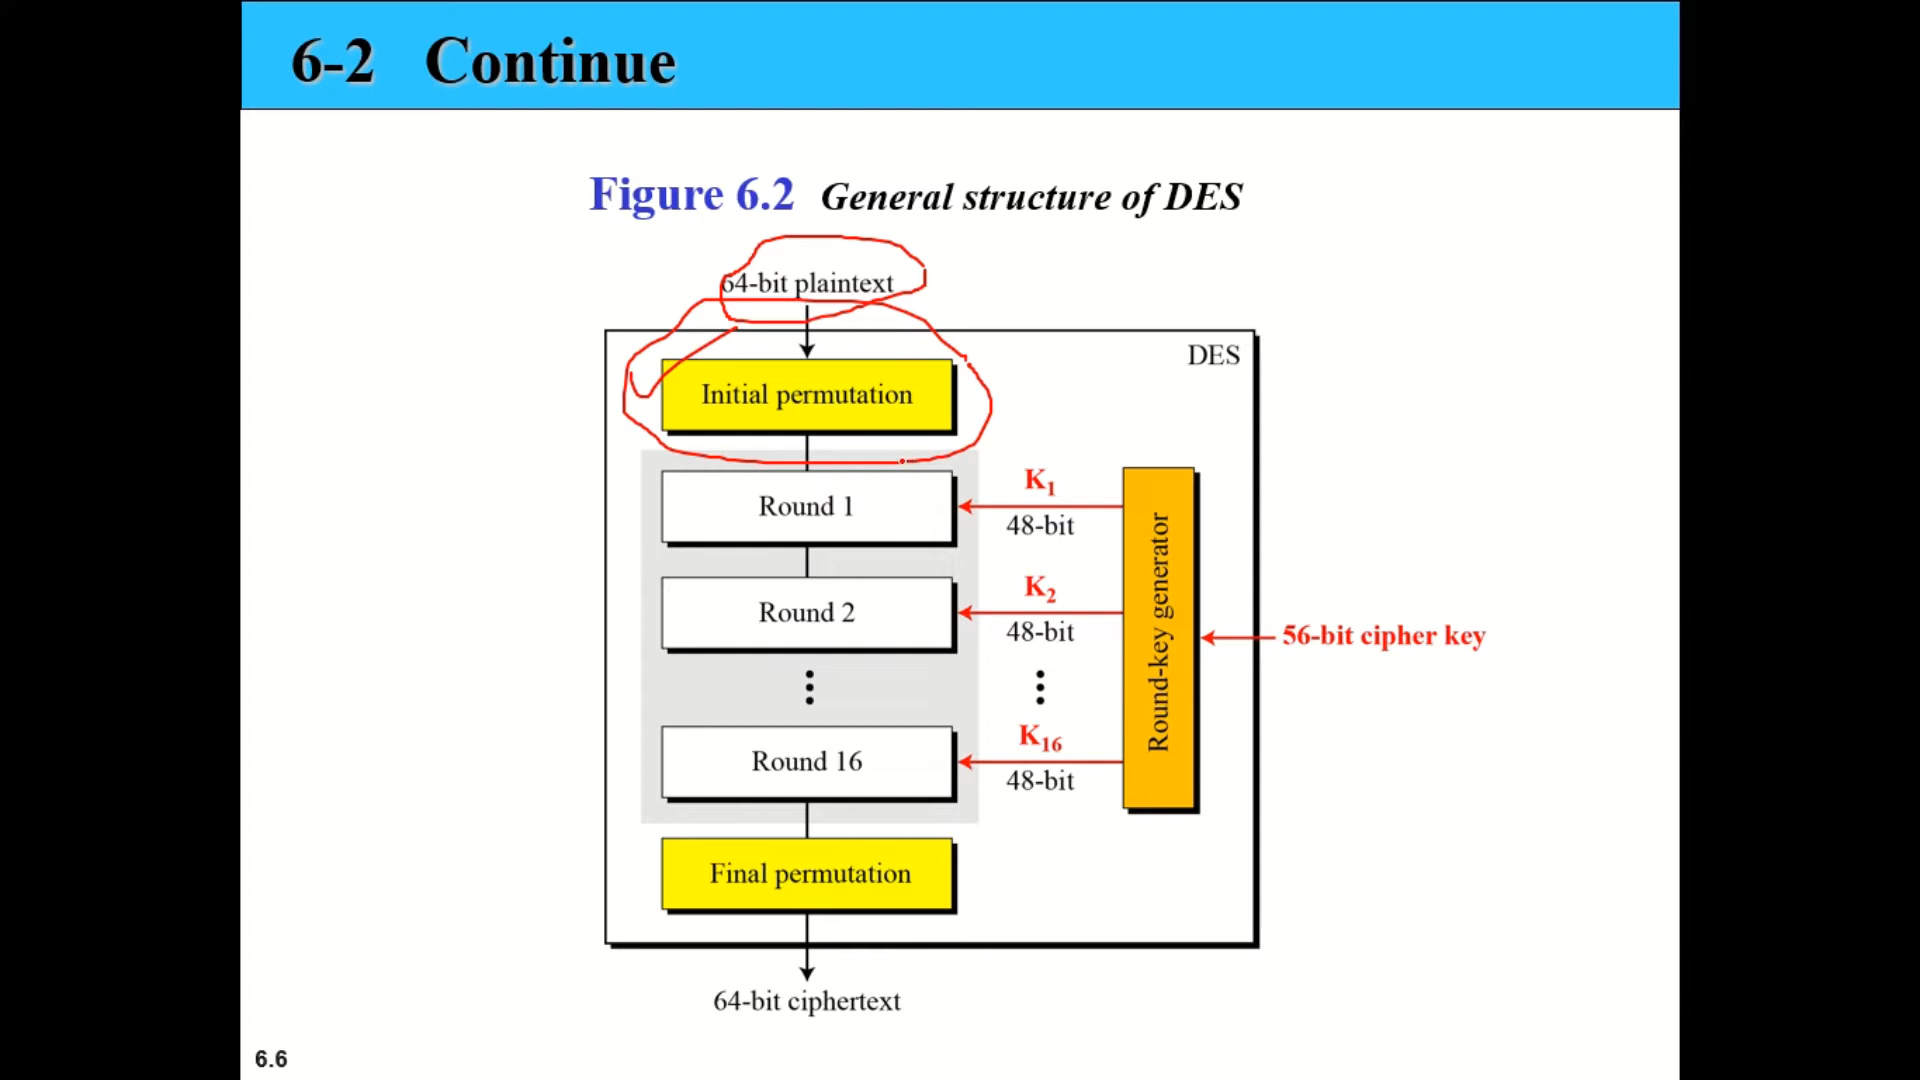 6-2 Continue
Figure 6.2 General structure of DES
64-bit plaintext
DES
Initial permutation
Round 1
K1
48-bit
Round 2
K2
48-bit
Round 16
K16
48-bit
Round-key generator
56-bit cipher key
Final permutation
64-bit ciphertext
6.6